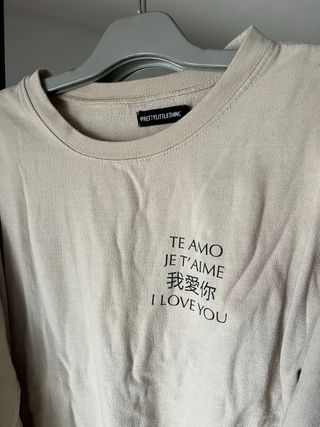 PRETTYLITTLETHING
TE AMO
JE T'AIME
我愛你
I LOVE YOU